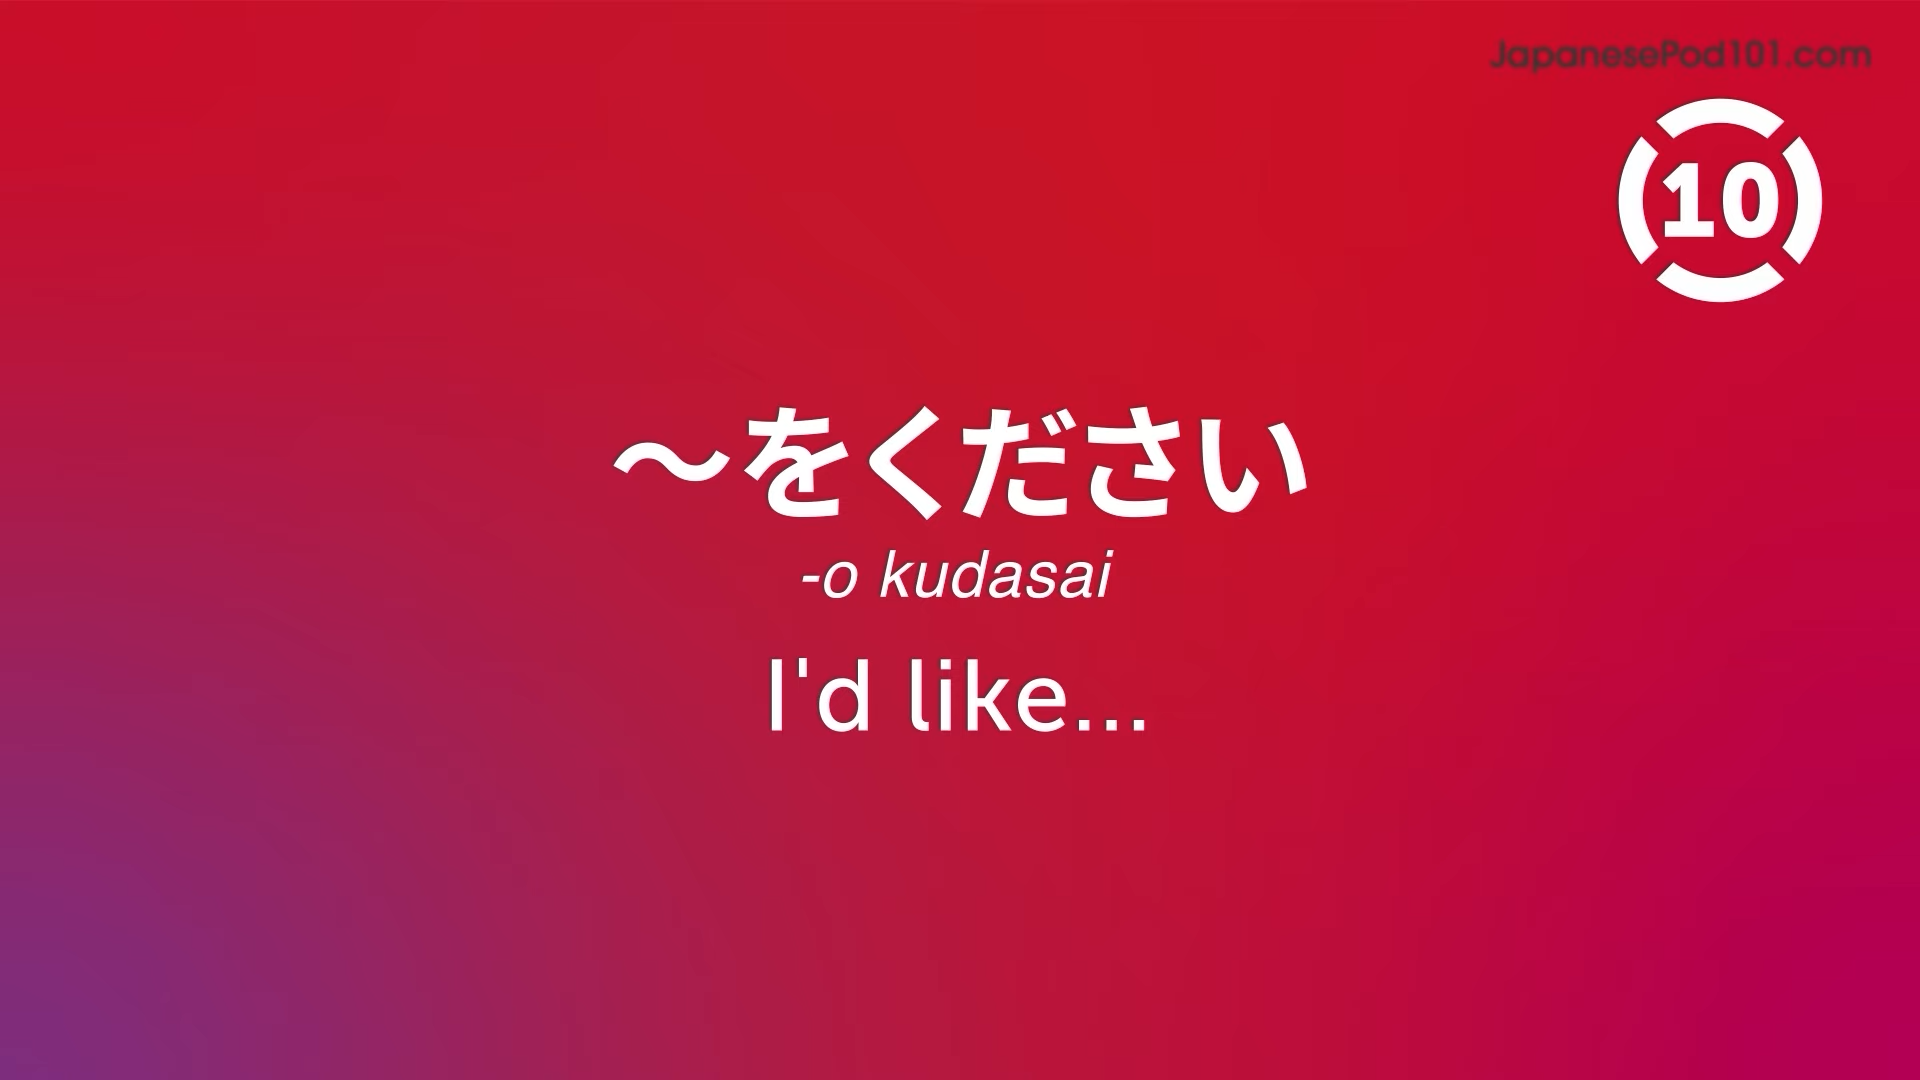 JapanesePod101.com
10
～をください
-o kudasai
I'd like...